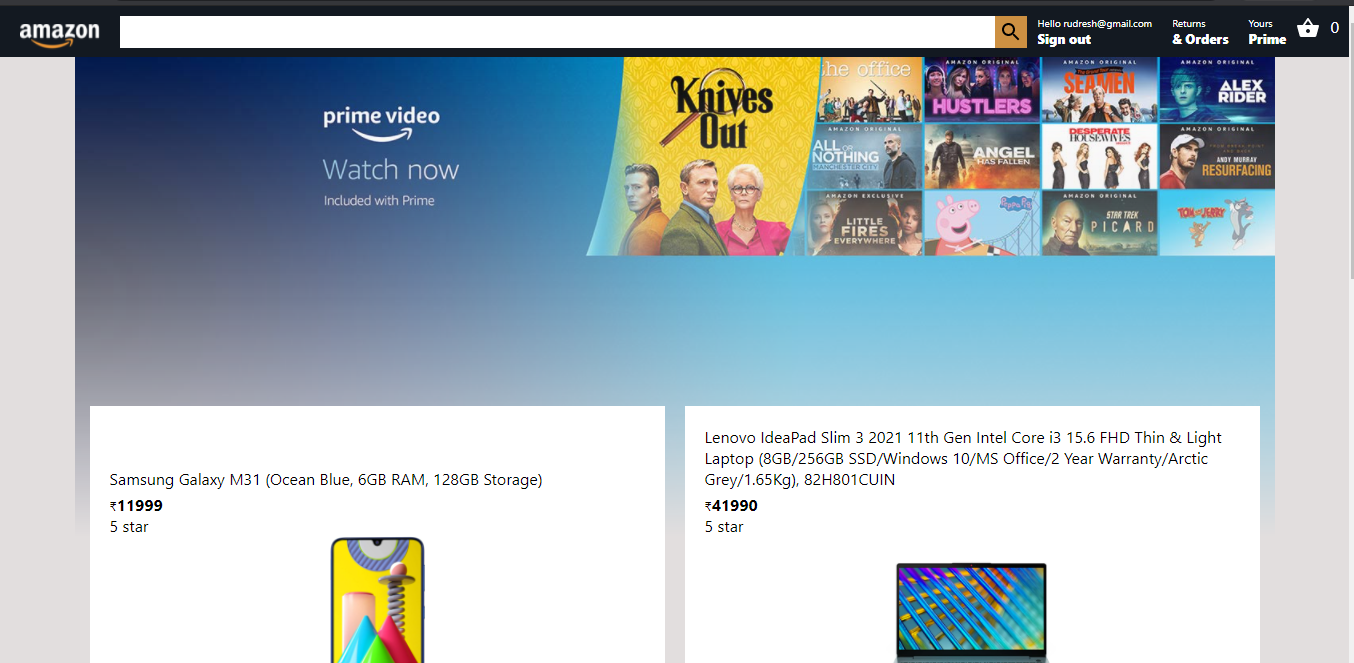 amazon
Hello rudresh@gmail.com
Sign out
Returns
& Orders
Yours
Prime
0
prime video
Watch now
Included with Prime
Knives
Out
the office
AMAZON ORIGINAL
HUSTLERS
AMAZON ORIGINAL
SEAMEN
AMAZON ORIGINAL
ALEX
RIDER
AMAZON ORIGINAL
ALL OR
NOTHING
MANCHESTER CITY
ANGEL
HAS FALLEN
DESPERATE
HOUSEWIVES
AMAZON ORIGINAL
ANDY MURRAY
RESURFACING
AMAZON EXCLUSIVE
LITTLE
FIRES
EVERYWHERE
Peppa Pig
AMAZON ORIGINAL
STAR TREK
PICARD
TOM and JERRY
Samsung Galaxy M31 (Ocean Blue, 6GB RAM, 128GB Storage)
₹11999
5 star
Lenovo IdeaPad Slim 3 2021 11th Gen Intel Core i3 15.6 FHD Thin & Light
Laptop (8GB/256GB SSD/Windows 10/MS Office/2 Year Warranty/Arctic
Grey/1.65Kg), 82H801CUIN
₹41990
5 star